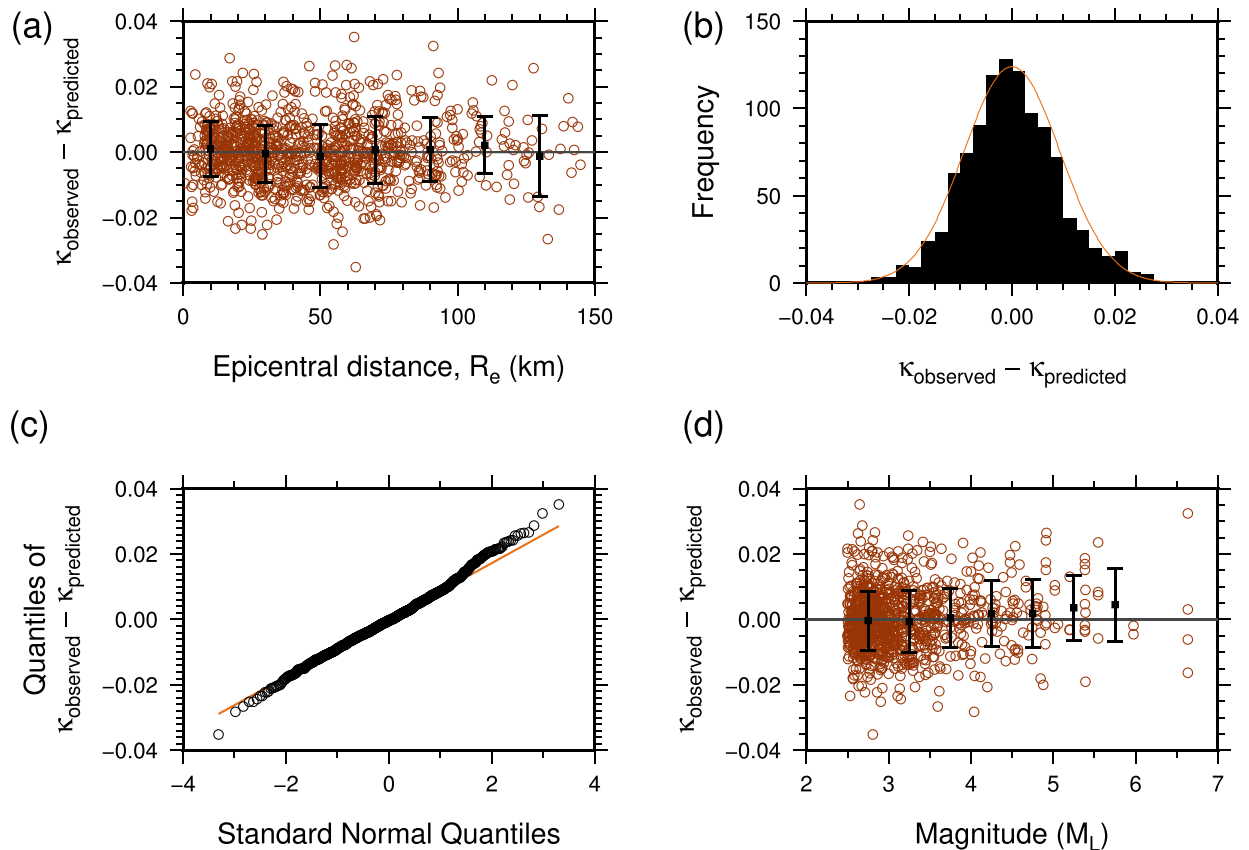 (a)
κobserved – κpredicted
0.04
0.02
0.00
−0.02
−0.04
0 50 100 150
Epicentral distance, Re (km)
(b)
Frequency
150
100
50
0
−0.04 −0.02 0.00 0.02 0.04
κobserved – κpredicted
(c)
Quantiles of
κobserved – κpredicted
0.04
0.02
0.00
−0.02
−0.04
−4 −2 0 2 4
Standard Normal Quantiles
(d)
κobserved – κpredicted
0.04
0.02
0.00
−0.02
−0.04
2 3 4 5 6 7
Magnitude (ML)